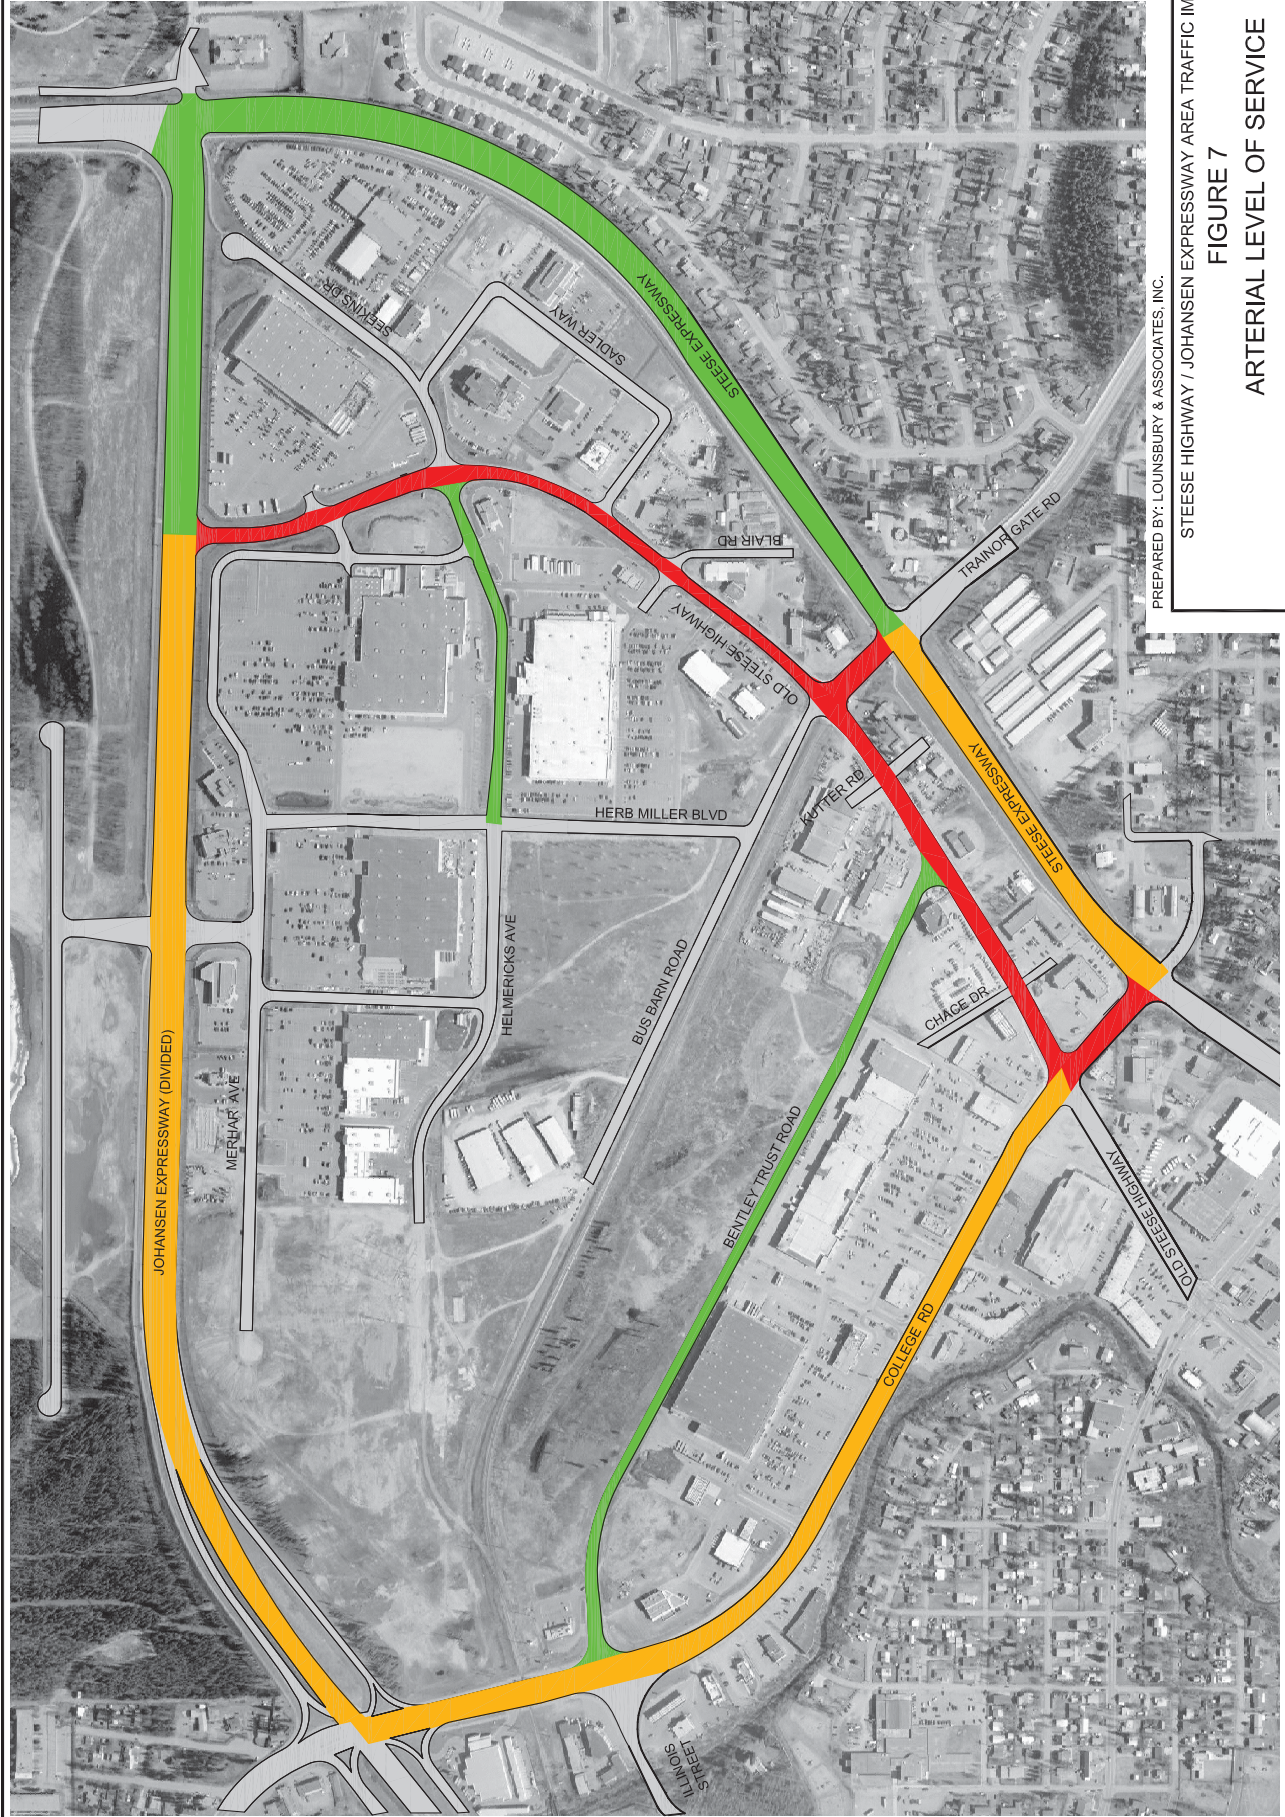 SEEKINS DR.
SADLER WAY
STEESE EXPRESSWAY
BLAIR RD
TRAINOR GATE RD
OLD STEESE HIGHWAY
KUTTER RD
STEESE EXPRESSWAY
HERB MILLER BLVD
HELMERICKS AVE
BUS BARN ROAD
CHACE DR
JOHANSEN EXPRESSWAY (DIVIDED)
MERHAR AVE
BENTLEY TRUST ROAD
OLD STEESE HIGHWAY
COLLEGE RD
ILLINOIS
STREET
PREPARED BY: LOUNSBURY & ASSOCIATES, INC.
STEESE HIGHWAY / JOHANSEN EXPRESSWAY AREA TRAFFIC IM
FIGURE 7
ARTERIAL LEVEL OF SERVICE